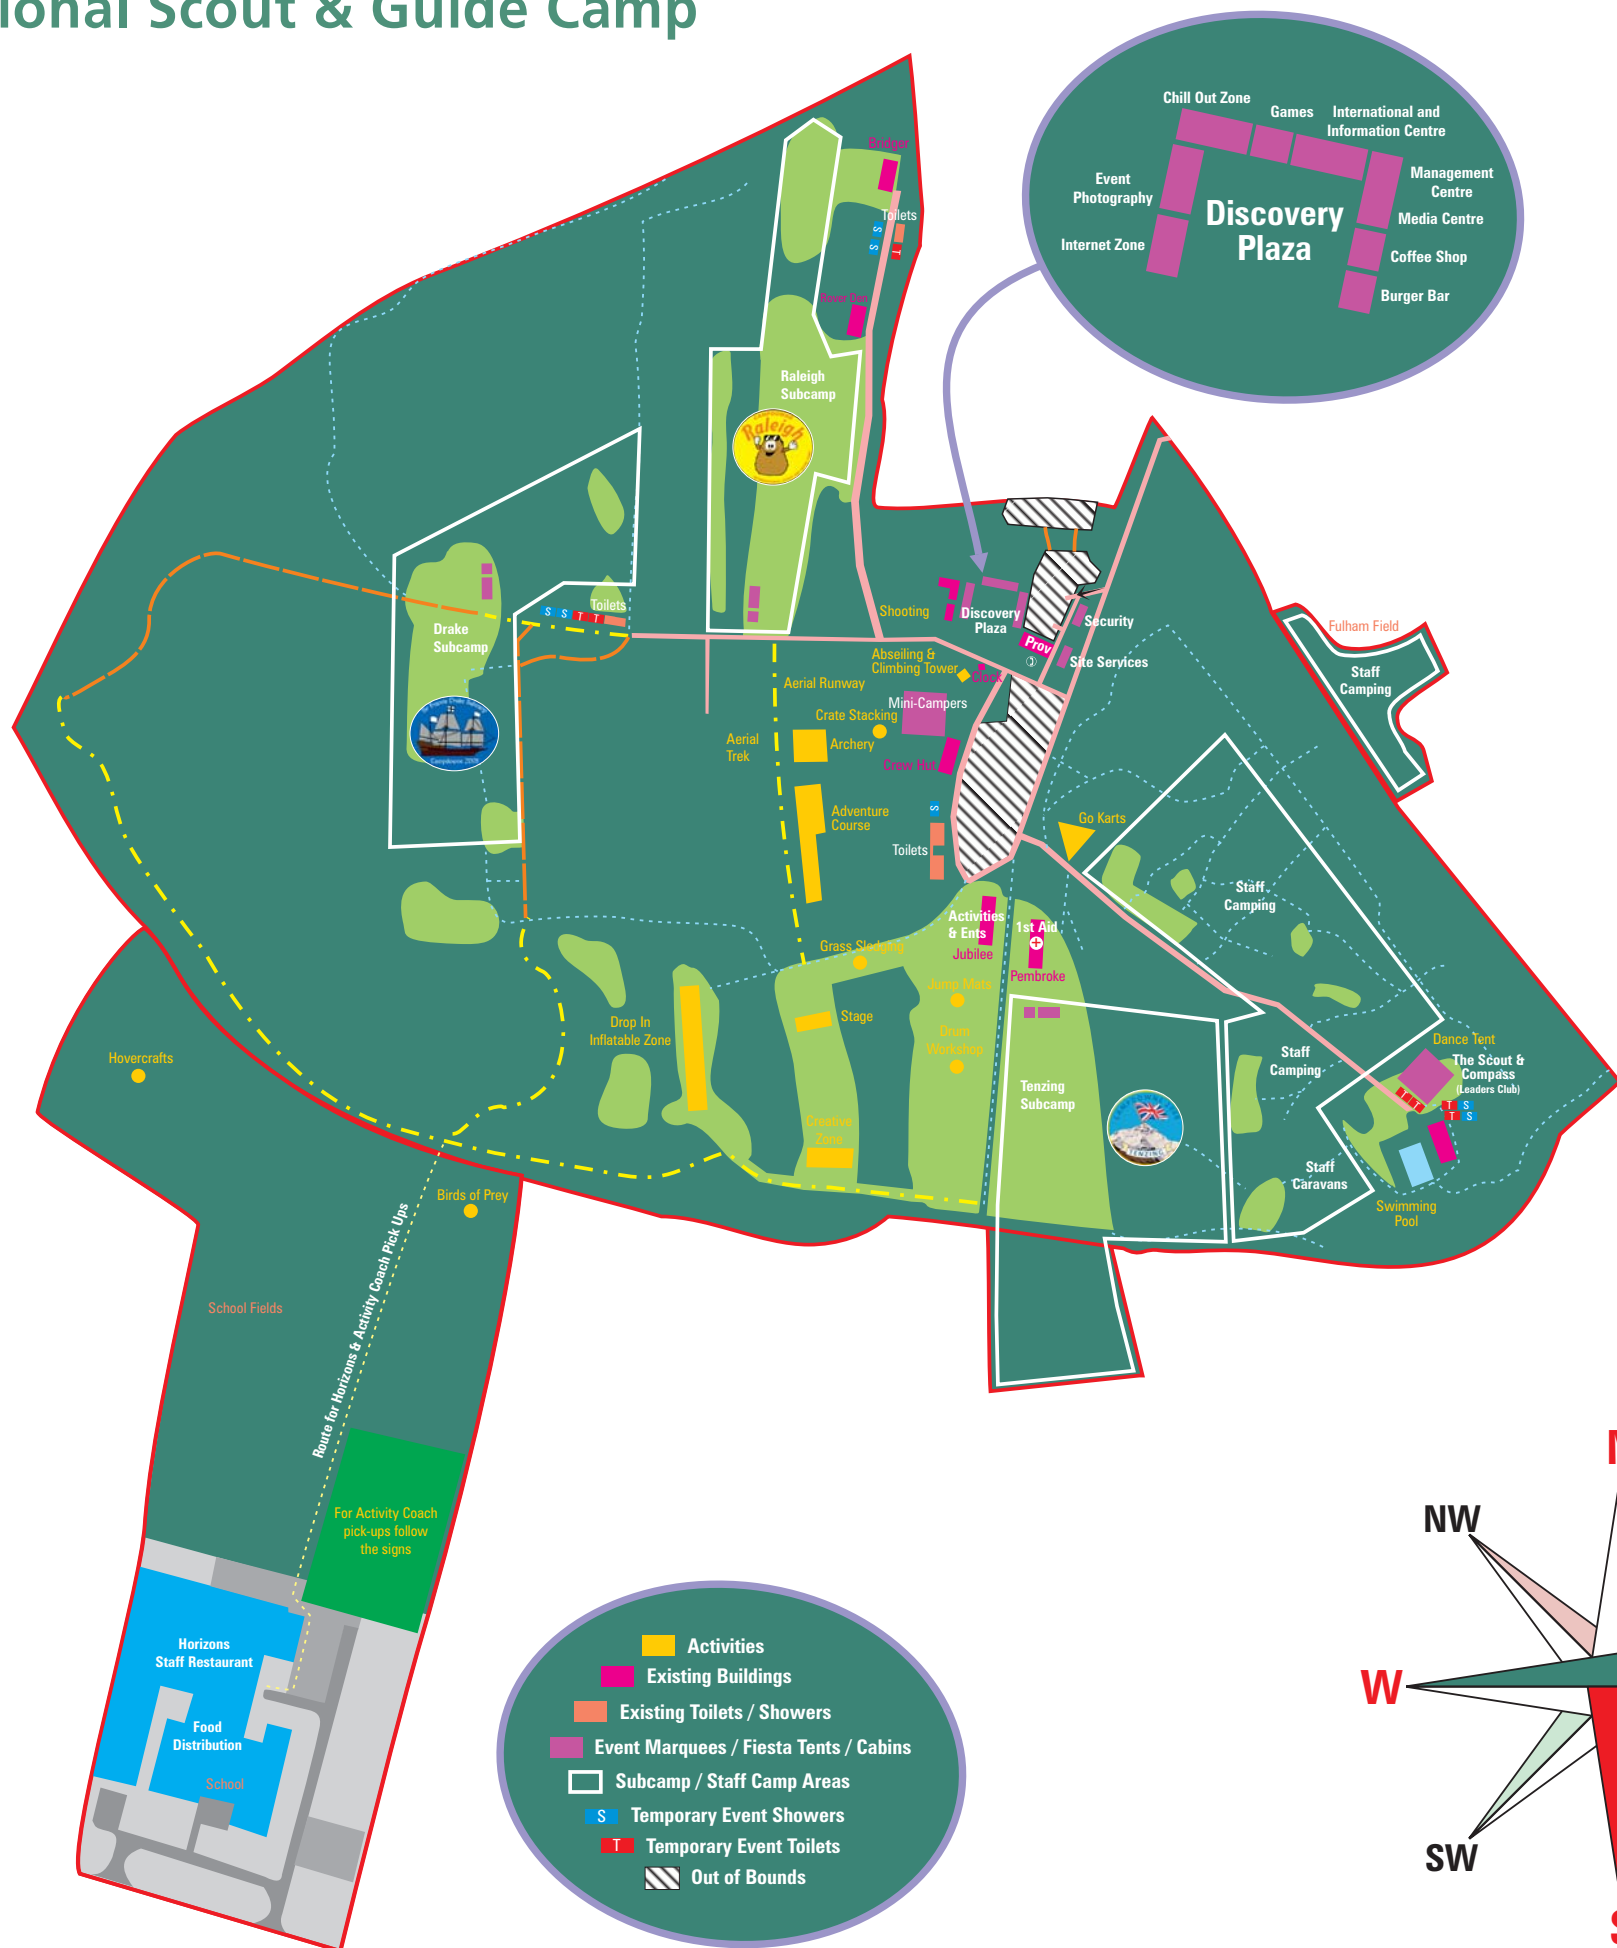 ional Scout & Guide Camp
Chill Out Zone
Games
International and
Information Centre
Event
Photography
Management
Centre
Discovery
Plaza
Media Centre
Internet Zone
Coffee Shop
Burger Bar
Bridger
Toilets
S
S
T
Rover Den
Raleigh
Subcamp
Raleigh
Shooting
Discovery
Plaza
Security
Prov
Site Services
Toilets
S
S
T
T
Drake
Subcamp
Abseiling &
Climbing Tower
Clock
Aerial Runway
Mini-Campers
Crate Stacking
Aerial
Trek
Archery
Crew Hut
Fulham Field
Staff
Camping
Adventure
Course
S
Toilets
Go Karts
Staff
Camping
Activities
& Ents
Jubilee
1st Aid
Pembroke
Grass Sledging
Jump Mats
Stage
Drop In
Inflatable Zone
Drum
Workshop
Hovercrafts
Tenzing
Subcamp
TENZING
Staff
Camping
Dance Tent
The Scout &
Compass
(Leaders Club)
T
T
T
T
S
T
S
Creative
Zone
Staff
Caravans
Swimming
Pool
Birds of Prey
Route for Horizons & Activity Coach Pick Ups
School Fields
For Activity Coach
pick-ups follow
the signs
Horizons
Staff Restaurant
Food
Distribution
School
Activities
Existing Buildings
Existing Toilets / Showers
Event Marquees / Fiesta Tents / Cabins
Subcamp / Staff Camp Areas
S
Temporary Event Showers
T
Temporary Event Toilets
Out of Bounds
NW
W
SW